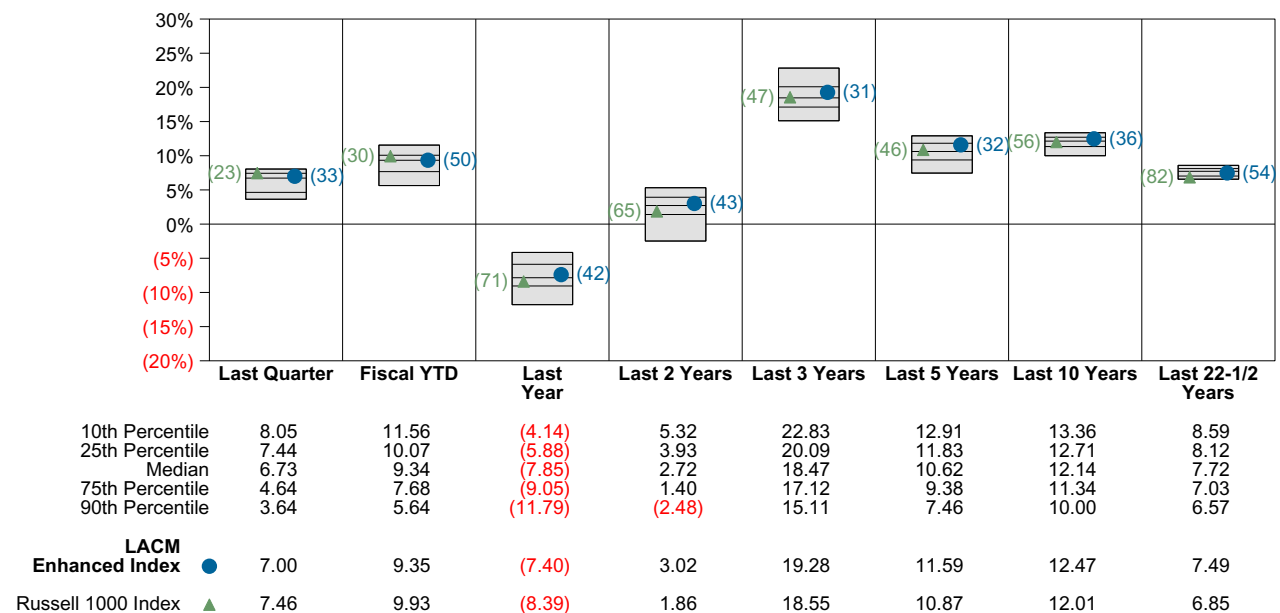 30%
25%
20%
15%
10%
5%
0%
(5%)
(10%)
(15%)
(20%)
(23) (33)
(30) (50)
(71) (42)
(65) (43)
(47) (31)
(46) (32)
(56) (36)
(82) (54)
Last Quarter Fiscal YTD Last Year Last 2 Years Last 3 Years Last 5 Years Last 10 Years Last 22-1/2 Years
10th Percentile 8.05 11.56 (4.14) 5.32 22.83 12.91 13.36 8.59
25th Percentile 7.44 10.07 (5.88) 3.93 20.09 11.83 12.71 8.12
Median 6.73 9.34 (7.85) 2.72 18.47 10.62 12.14 7.72
75th Percentile 4.64 7.68 (9.05) 1.40 17.12 9.38 11.34 7.03
90th Percentile 3.64 5.64 (11.79) (2.48) 15.11 7.46 10.00 6.57
LACM
Enhanced Index 7.00 9.35 (7.40) 3.02 19.28 11.59 12.47 7.49
Russell 1000 Index 7.46 9.93 (8.39) 1.86 18.55 10.87 12.01 6.85